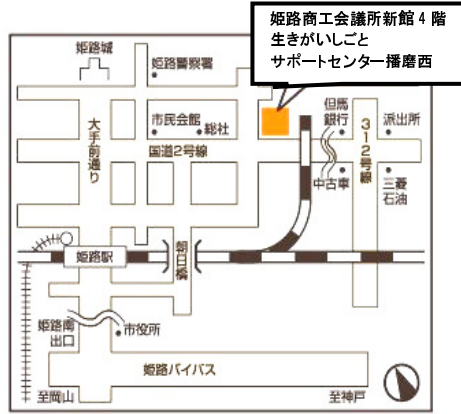 姫路商工会議所新館4階
生きがいしごと
サポートセンター播磨西
姫路城
姫路警察署
大手前通り
市民会館
総社
国道2号線
但馬
銀行
派出所
312号線
中古車
三菱
石油
姫路駅
朝日橋
姫路南
出口
市役所
姫路バイパス
至岡山
至神戸